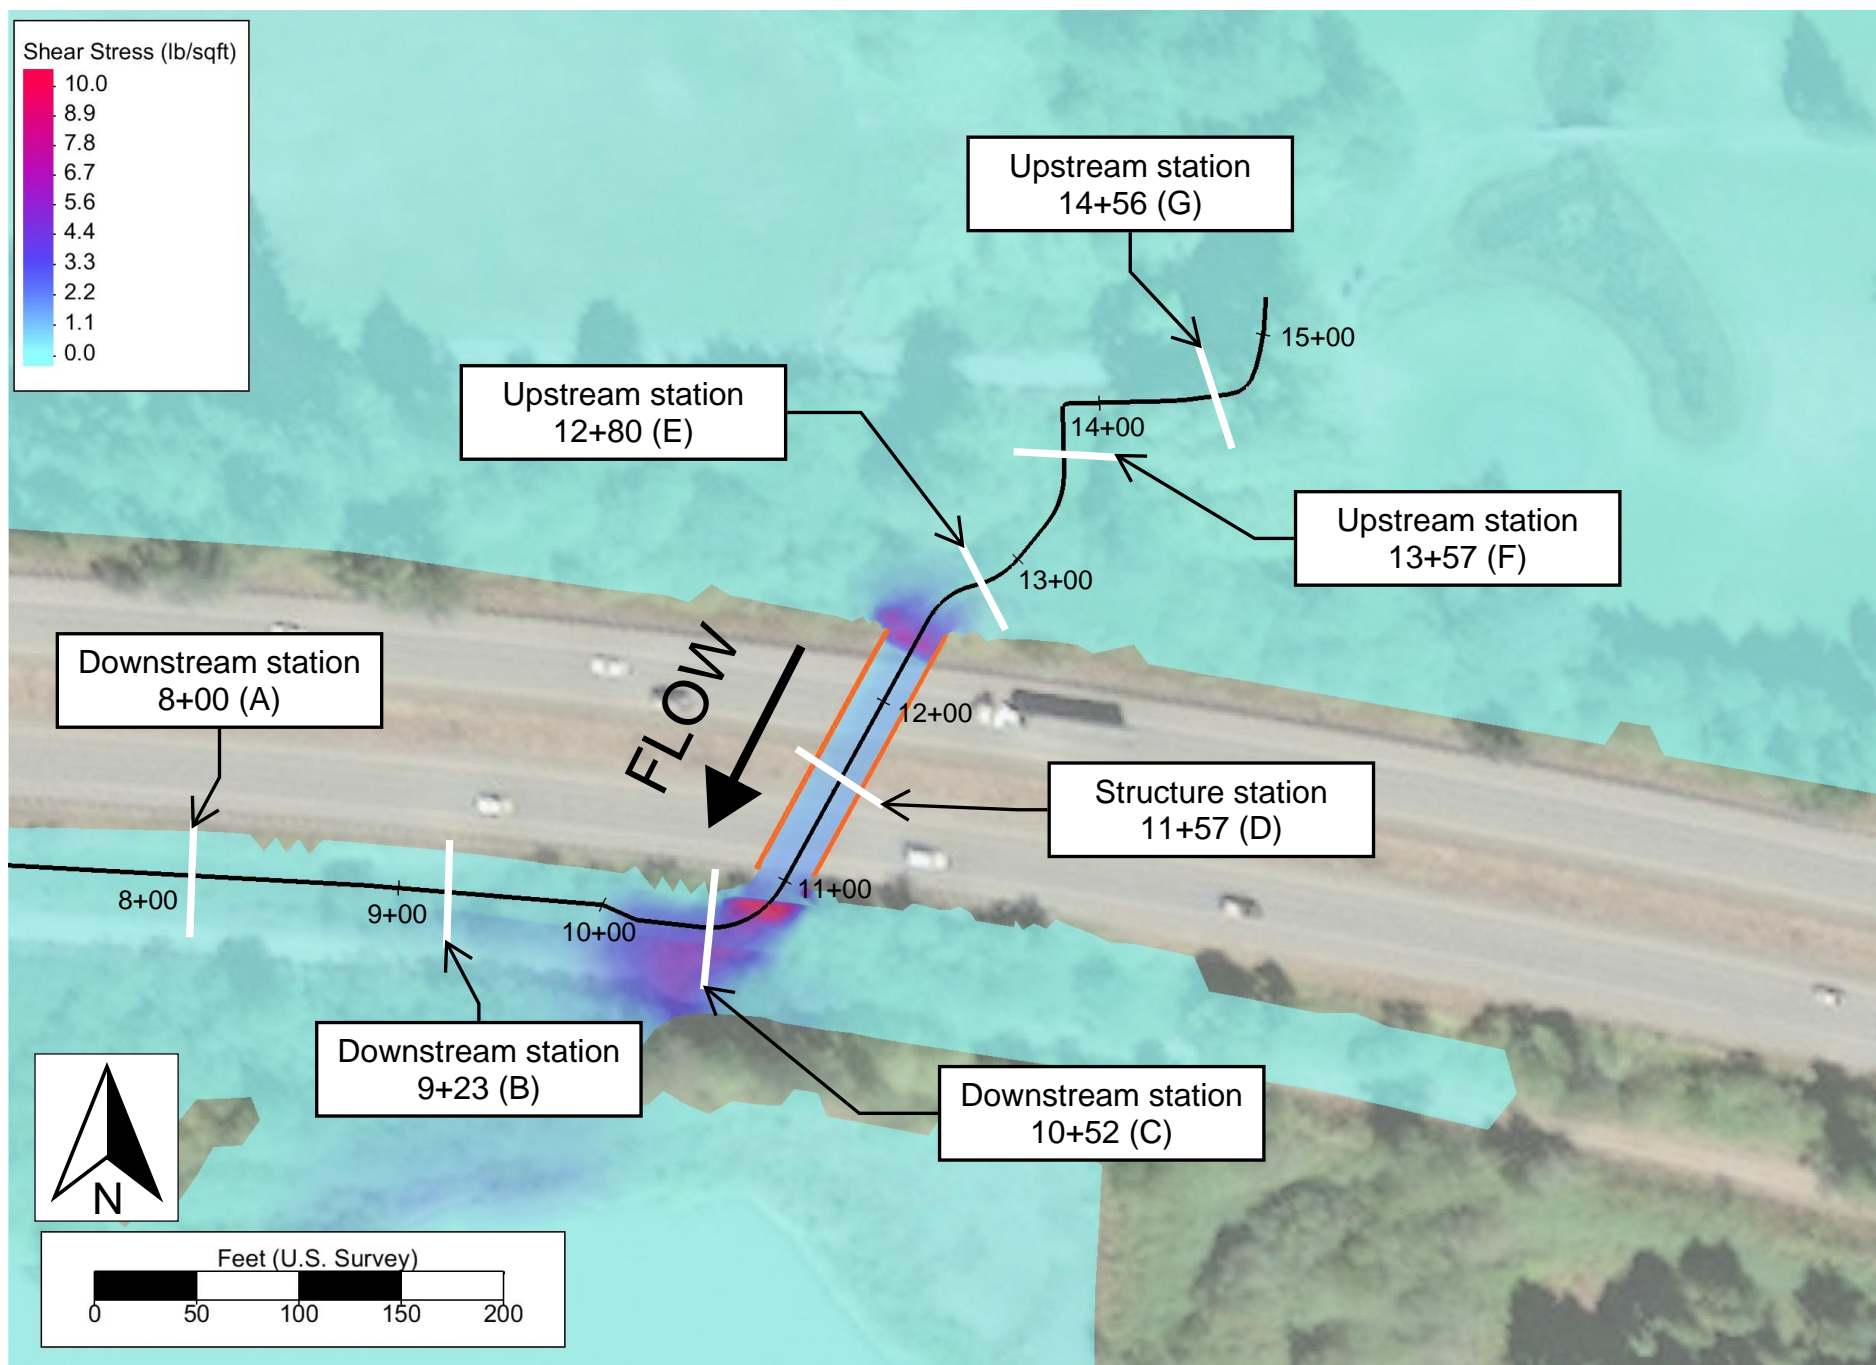 Shear Stress (lb/sqft)
10.0
8.9
7.8
6.7
5.6
4.4
3.3
2.2
1.1
0.0
Upstream station
14+56 (G)
15+00
Upstream station
12+80 (E)
14+00
Upstream station
13+57 (F)
13+00
Downstream station
8+00 (A)
FLOW
12+00
Structure station
11+57 (D)
8+00
9+00
10+00
11+00
Downstream station
9+23 (B)
Downstream station
10+52 (C)
N
Feet (U.S. Survey)
0 50 100 150 200